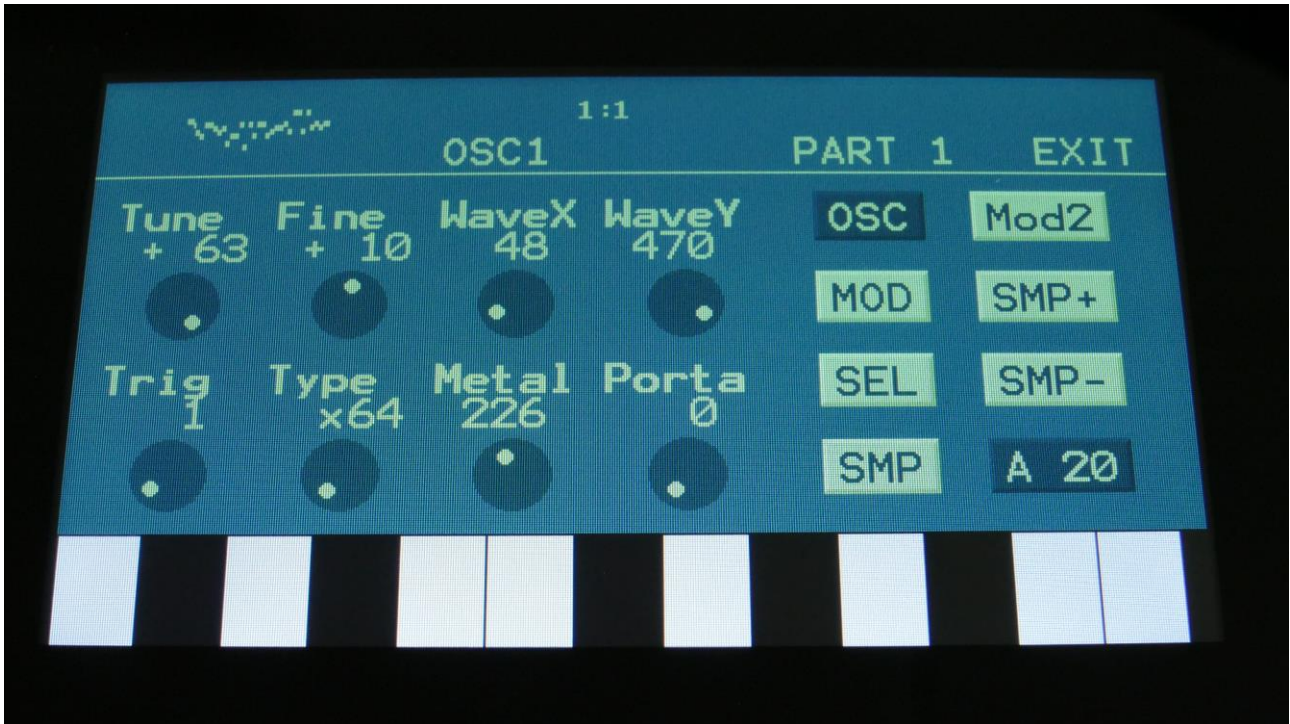 1:1
OSC1 PART 1 EXIT
Tune Fine WaveX WaveY OSC Mod2
+ 63 + 10 48 470
MOD SMP+
Trig Type Metal Porta SEL SMP-
1 x64 226 0
SMP A 20